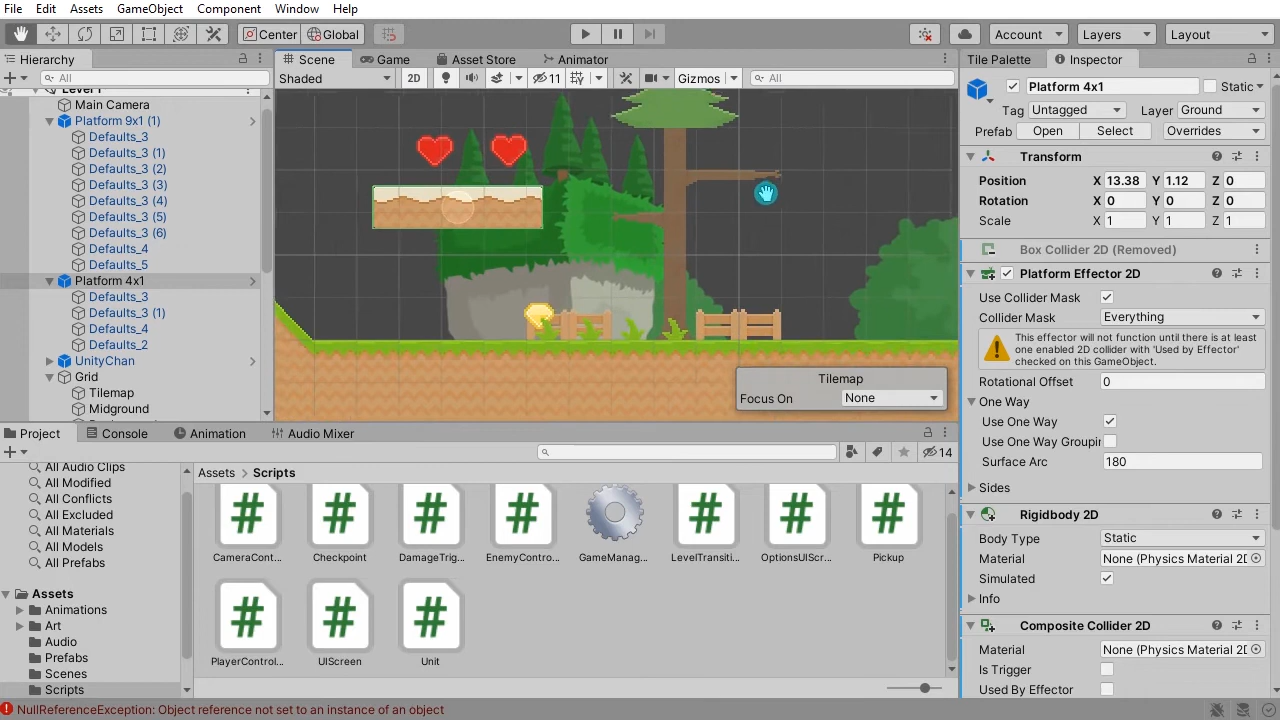 File Edit Assets GameObject Component Window Help
Center Global Account Layers Layout
Hierarchy
All
Main Camera
Platform 9x1 (1)
Defaults_3
Defaults_3 (1)
Defaults_3 (2)
Defaults_3 (3)
Defaults_3 (4)
Defaults_3 (5)
Defaults_3 (6)
Defaults_4
Defaults_5
Platform 4x1
Defaults_3
Defaults_3 (1)
Defaults_4
Defaults_2
UnityChan
Grid
Tilemap
Midground
Scene Game Asset Store Animator
Shaded 2D 11 Gizmos All
Tilemap
Focus On None
Tile Palette Inspector
Platform 4x1 Static
Tag Untagged Layer Ground
Prefab Open Select Overrides
Transform
Position X 13.38 Y 1.12 Z 0
Rotation X 0 Y 0 Z 0
Scale X 1 Y 1 Z 1
Box Collider 2D (Removed)
Platform Effector 2D
Use Collider Mask
Collider Mask Everything
This effector will not function until there is at least
one enabled 2D collider with 'Used by Effector'
checked on this GameObject.
Rotational Offset 0
One Way
Use One Way
Use One Way Groupin
Surface Arc 180
Sides
Rigidbody 2D
Body Type Static
Material None (Physics Material 2D
Simulated
Info
Composite Collider 2D
Material None (Physics Material 2D
Is Trigger
Used By Effector
Project Console Animation Audio Mixer
14
All Audio Clips
All Modified
All Conflicts
All Excluded
All Materials
All Models
All Prefabs
Assets
Animations
Art
Audio
Prefabs
Scenes
Scripts
Assets > Scripts
CameraCont... Checkpoint DamageTrig... EnemyContro... GameManag... LevelTransiti... OptionsUIScr... Pickup
PlayerControl... UIScreen Unit
NullReferenceException: Object reference not set to an instance of an object